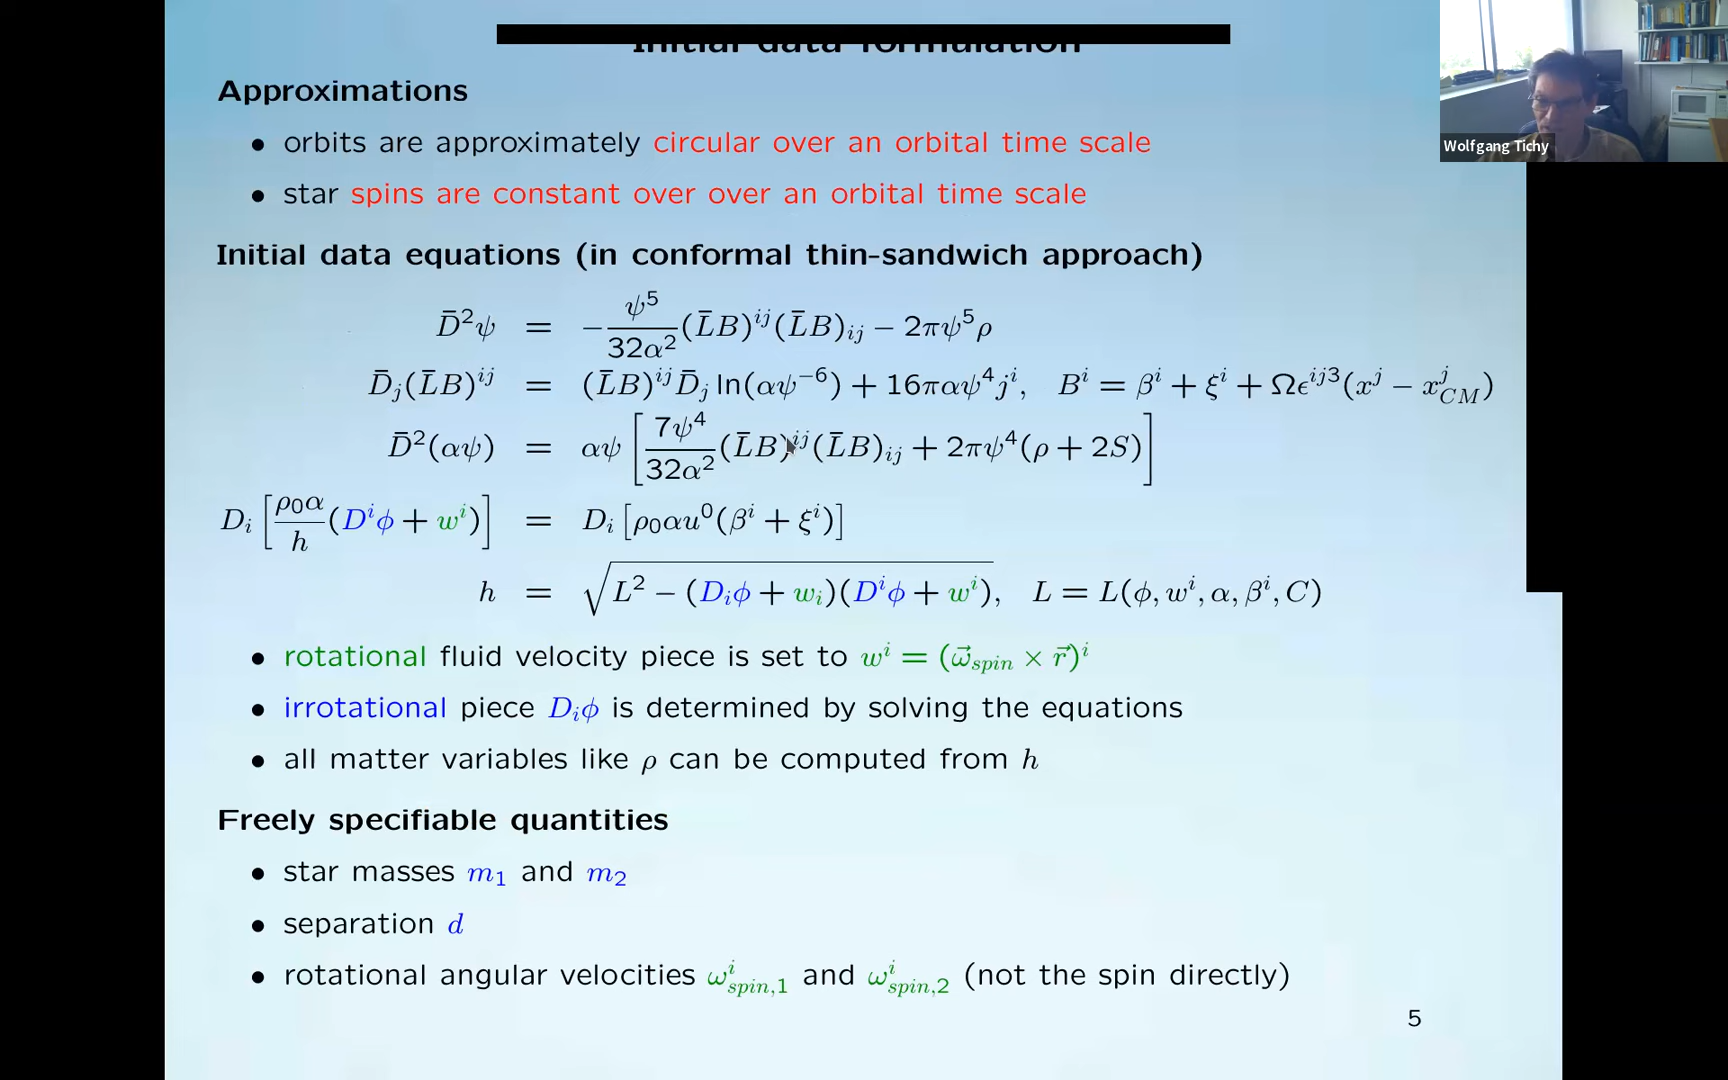 Initial data formulation
Wolfgang Tichy
Approximations
• orbits are approximately circular over an orbital time scale
• star spins are constant over over an orbital time scale
Initial data equations (in conformal thin-sandwich approach)
D̄²ψ = −ψ⁵/32α² (L̄B)^{ij}(L̄B)_{ij} − 2πψ⁵ρ
D̄_j(L̄B)^{ij} = (L̄B)^{ij}D̄_j ln(αψ^{−6}) + 16παψ⁴j^i, B^i = β^i + ξ^i + Ωϵ^{ij3}(x^j − x^j_{CM})
D̄²(αψ) = αψ [7ψ⁴/32α² (L̄B)^{ij}(L̄B)_{ij} + 2πψ⁴(ρ + 2S)]
D_i [ρ₀α/h (D^iϕ + w^i)] = D_i [ρ₀αu⁰(β^i + ξ^i)]
h = √(L² − (D_iϕ + w_i)(D^iϕ + w^i)), L = L(ϕ, w^i, α, β^i, C)
• rotational fluid velocity piece is set to w^i = (ω⃗_{spin} × r⃗)^i
• irrotational piece D_iϕ is determined by solving the equations
• all matter variables like ρ can be computed from h
Freely specifiable quantities
• star masses m₁ and m₂
• separation d
• rotational angular velocities ω^i_{spin,1} and ω^i_{spin,2} (not the spin directly)
5